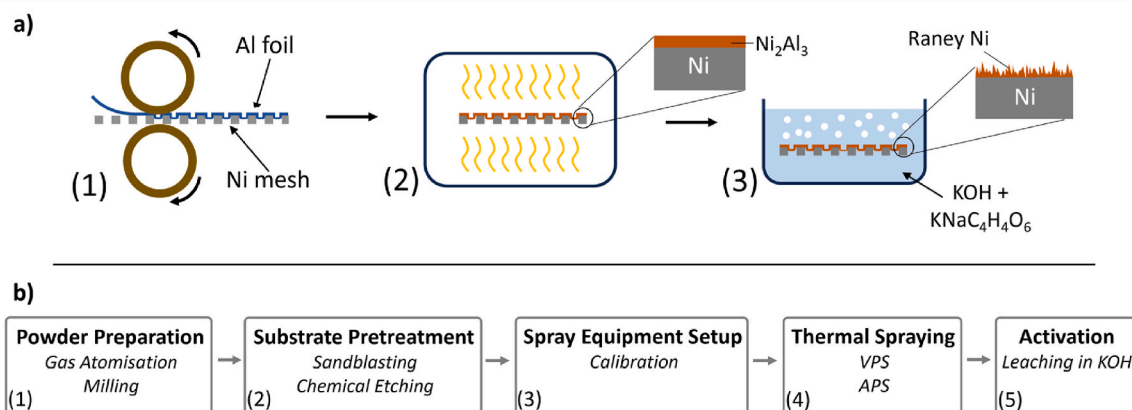 a)
Al foil
Ni mesh
(1)
(2)
Ni₂Al₃
Ni
(3)
Raney Ni
Ni
KOH +
KNaC₄H₄O₆
b)
Powder Preparation
Gas Atomisation
Milling
(1)
Substrate Pretreatment
Sandblasting
Chemical Etching
(2)
Spray Equipment Setup
Calibration
(3)
Thermal Spraying
VPS
APS
(4)
Activation
Leaching in KOH
(5)